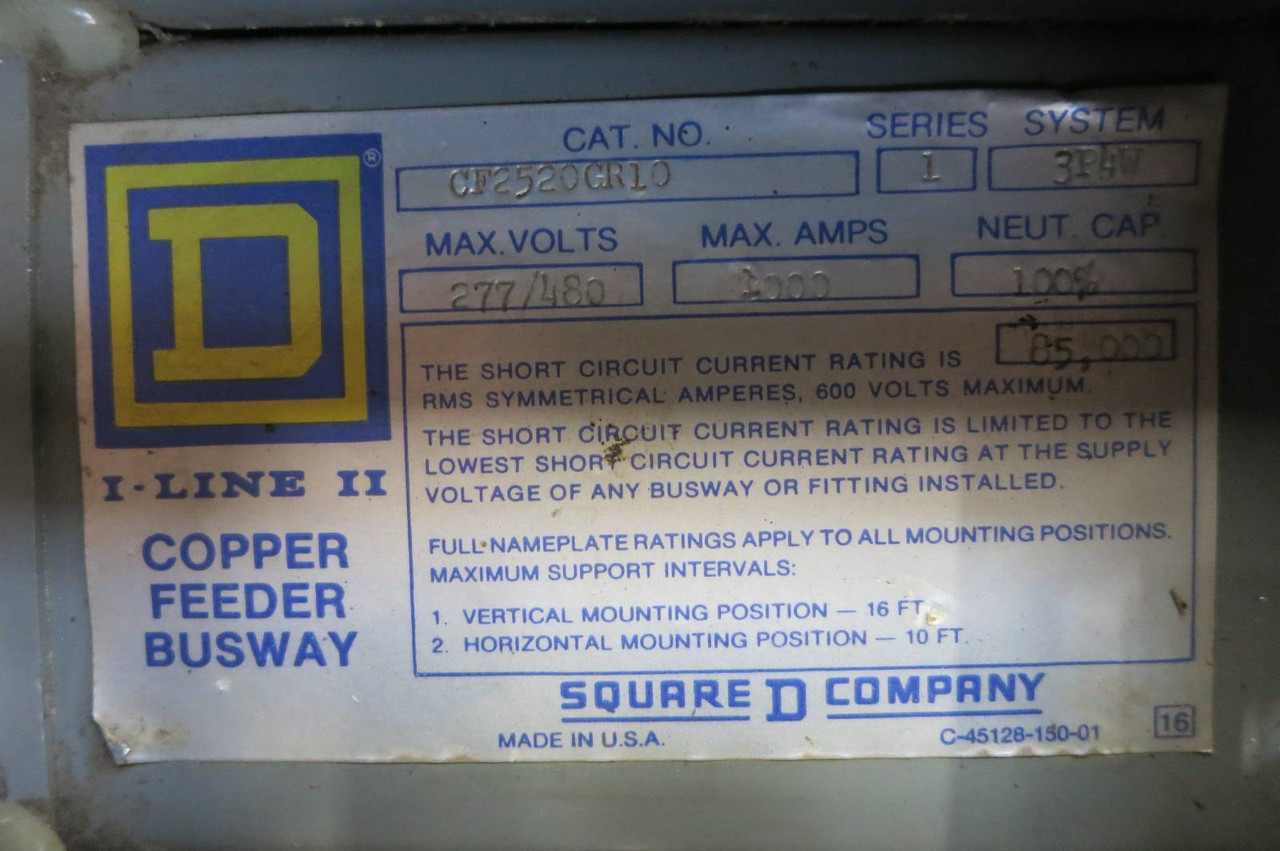 CAT. NO. SERIES SYSTEM
CF2520GR10 1 3P4W
MAX. VOLTS MAX. AMPS NEUT. CAP.
277/480 1000 100%
THE SHORT CIRCUIT CURRENT RATING IS 85,000
RMS SYMMETRICAL AMPERES, 600 VOLTS MAXIMUM.
THE SHORT CIRCUIT CURRENT RATING IS LIMITED TO THE
LOWEST SHORT CIRCUIT CURRENT RATING AT THE SUPPLY
VOLTAGE OF ANY BUSWAY OR FITTING INSTALLED.
FULL NAMEPLATE RATINGS APPLY TO ALL MOUNTING POSITIONS.
MAXIMUM SUPPORT INTERVALS:
1. VERTICAL MOUNTING POSITION — 16 FT.
2. HORIZONTAL MOUNTING POSITION — 10 FT.
D ®
I-LINE II
COPPER
FEEDER
BUSWAY
SQUARE D COMPANY
MADE IN U.S.A. C-45128-150-01 16